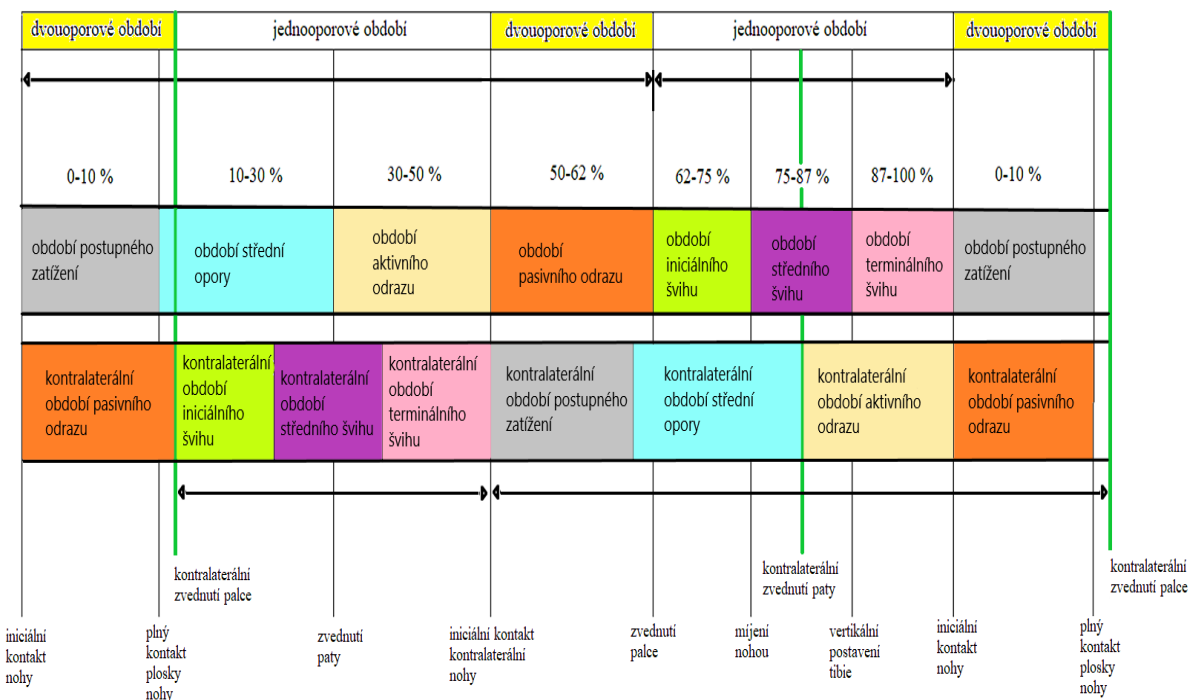 dvouoporové období
jednooporové období
dvouoporové období
jednooporové období
dvouoporové období
0-10 %
10-30 %
30-50 %
50-62 %
62-75 %
75-87 %
87-100 %
0-10 %
období postupného
zatížení
období střední
opory
období
aktivního
odrazu
období
pasivního odrazu
období
iniciálního
švihu
období
středního
švihu
období
terminálního
švihu
období postupného
zatížení
kontralaterální
období pasivního
odrazu
kontralaterální
období
iniciálního
švihu
kontralaterální
období
středního švihu
kontralaterální
období
terminálního
švihu
kontralaterální
období postupného
zatížení
kontralaterální
období střední
opory
kontralaterální
období aktivního
odrazu
kontralaterální
období pasivního
odrazu
kontralaterální
zvednutí palce
kontralaterální
zvednutí paty
kontralaterální
zvednutí palce
iniciální
kontakt
nohy
plný
kontakt
plosky
nohy
zvednutí
paty
iniciální kontakt
kontralaterální
nohy
zvednutí
palce
míjení
nohou
vertikální
postavení
tibie
iniciální
kontakt
nohy
plný
kontakt
plosky
nohy